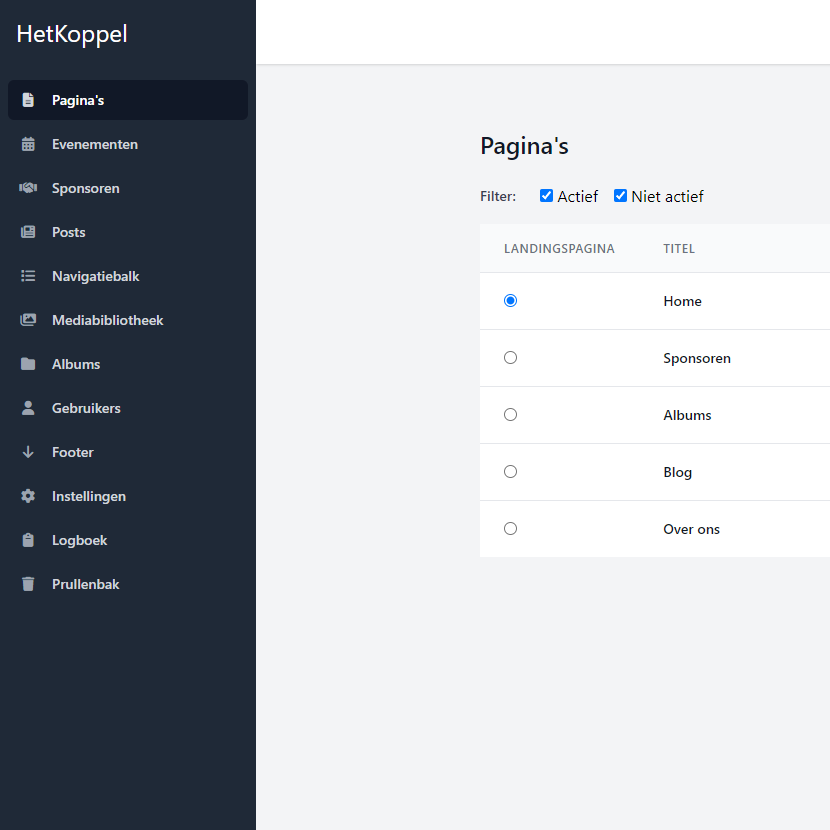 HetKoppel
Pagina's
Evenementen
Sponsoren
Posts
Navigatiebalk
Mediabibliotheek
Albums
Gebruikers
Footer
Instellingen
Logboek
Prullenbak
Pagina's
Filter: Actief Niet actief
LANDINGSPAGINA TITEL
Home
Sponsoren
Albums
Blog
Over ons